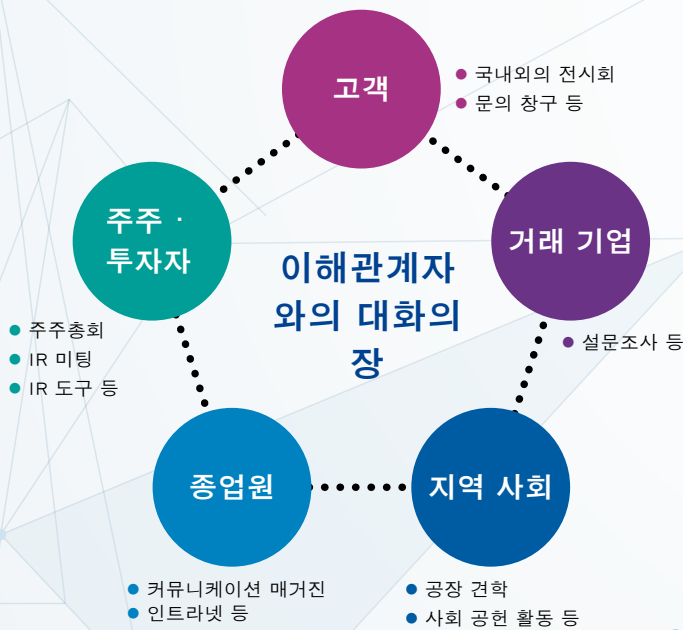 고객
● 국내외의 전시회
● 문의 창구 등
주주 ·
투자자
거래 기업
이해관계자
와의 대화의
장
● 주주총회
● IR 미팅
● IR 도구 등
● 설문조사 등
종업원
지역 사회
● 커뮤니케이션 매거진
● 인트라넷 등
● 공장 견학
● 사회 공헌 활동 등